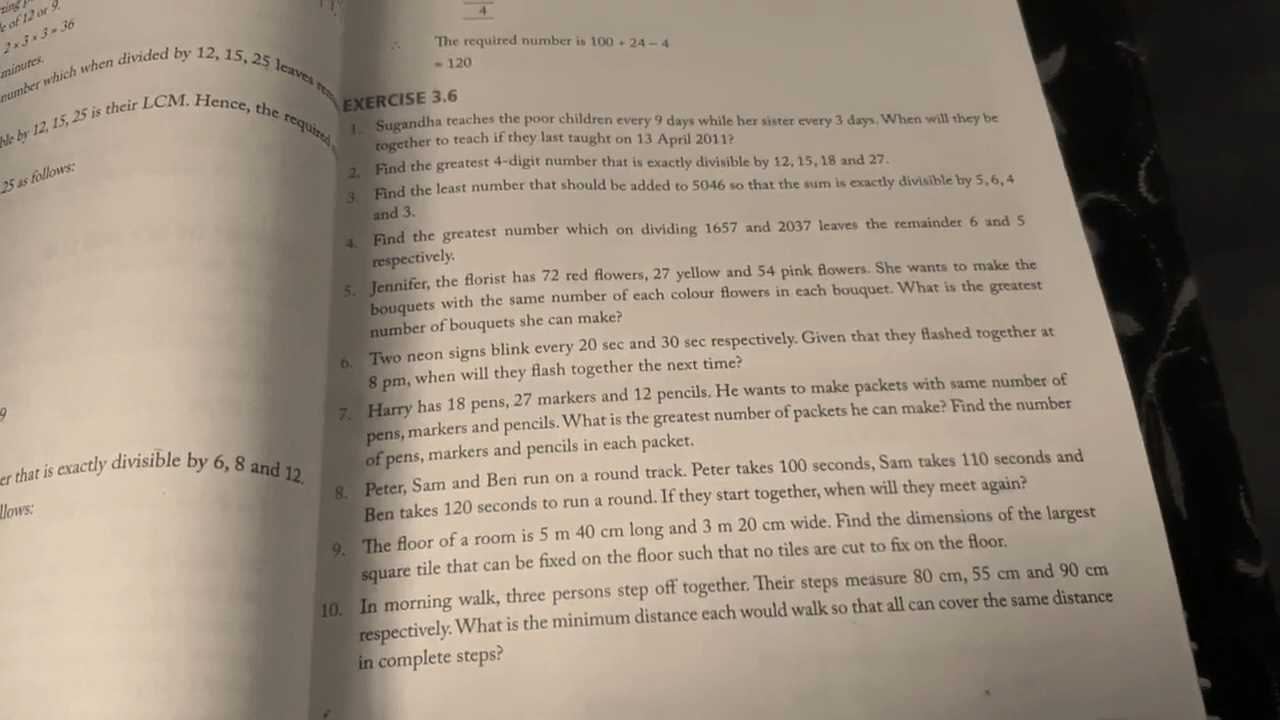 e of 12 or 9.
2 × 3 × 3 = 36
minutes.
number which when divided by 12, 15, 25 leaves
ble by 12, 15, 25 is their LCM. Hence, the required
25 as follows:
9
er that is exactly divisible by 6, 8 and 12.
llows:
4
∴ The required number is 100 + 24 – 4
= 120
EXERCISE 3.6
1. Sugandha teaches the poor children every 9 days while her sister every 3 days. When will they be
together to teach if they last taught on 13 April 2011?
2. Find the greatest 4-digit number that is exactly divisible by 12, 15, 18 and 27.
3. Find the least number that should be added to 5046 so that the sum is exactly divisible by 5, 6, 4
and 3.
4. Find the greatest number which on dividing 1657 and 2037 leaves the remainder 6 and 5
respectively.
5. Jennifer, the florist has 72 red flowers, 27 yellow and 54 pink flowers. She wants to make the
bouquets with the same number of each colour flowers in each bouquet. What is the greatest
number of bouquets she can make?
6. Two neon signs blink every 20 sec and 30 sec respectively. Given that they flashed together at
8 pm, when will they flash together the next time?
7. Harry has 18 pens, 27 markers and 12 pencils. He wants to make packets with same number of
pens, markers and pencils. What is the greatest number of packets he can make? Find the number
of pens, markers and pencils in each packet.
8. Peter, Sam and Ben run on a round track. Peter takes 100 seconds, Sam takes 110 seconds and
Ben takes 120 seconds to run a round. If they start together, when will they meet again?
9. The floor of a room is 5 m 40 cm long and 3 m 20 cm wide. Find the dimensions of the largest
square tile that can be fixed on the floor such that no tiles are cut to fix on the floor.
10. In morning walk, three persons step off together. Their steps measure 80 cm, 55 cm and 90 cm
respectively. What is the minimum distance each would walk so that all can cover the same distance
in complete steps?